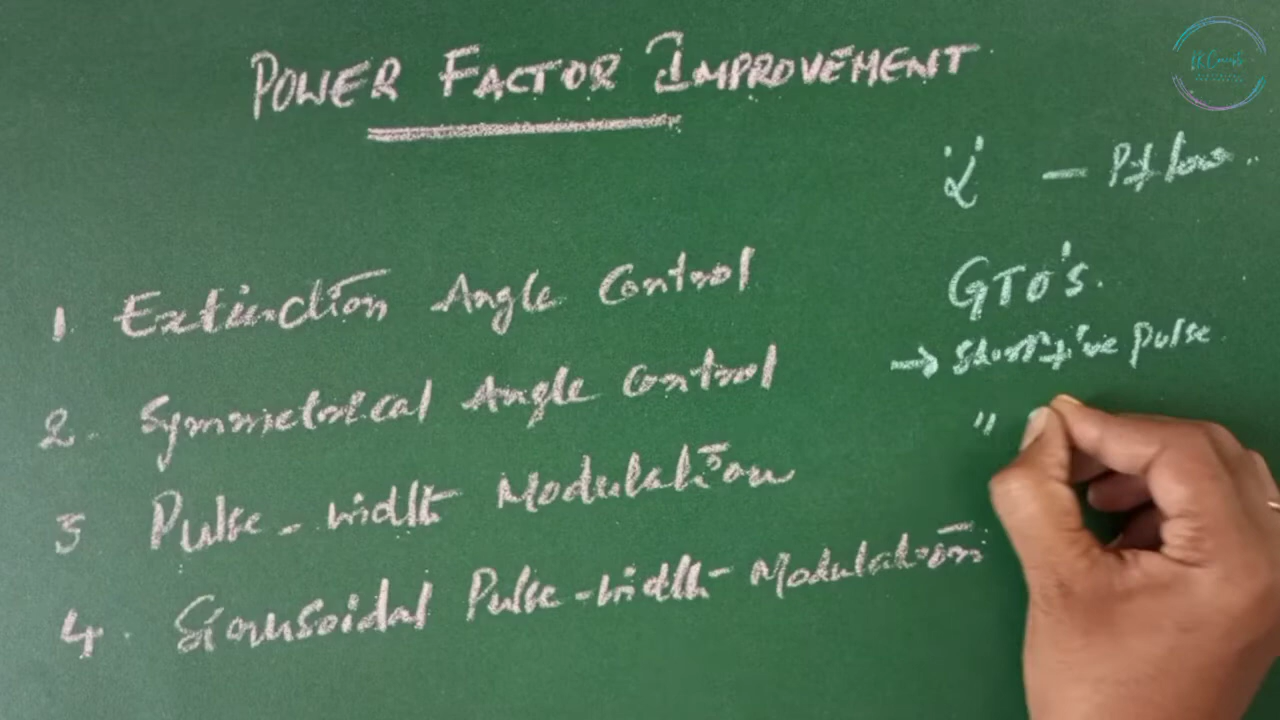 POWER FACTOR IMPROVEMENT
α - Pf low..
1. Extinction Angle Control
GTO's.
→ Short +'ve pulse
2. Symmetrical Angle Control
"
3 Pulse-width Modulation
4. Sinusoidal Pulse-width-Modulation